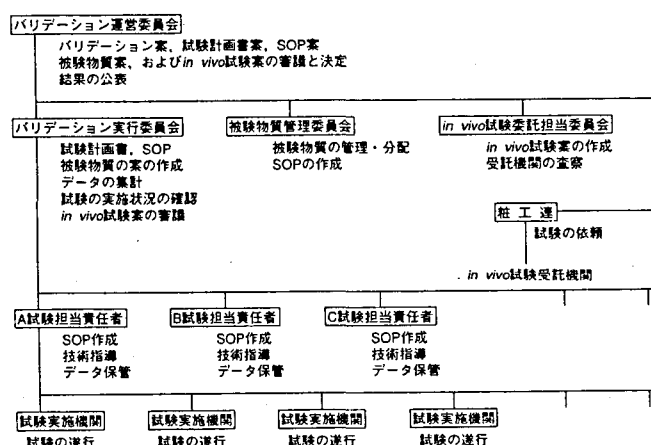 バリデーション運営委員会
バリデーション案，試験計画書案，SOP案
被験物質案，およびin vivo試験案の審議と決定
結果の公表
バリデーション実行委員会
試験計画書，SOP
被験物質の案の作成
データの集計
試験の実施状況の確認
in vivo試験案の審議
被験物質管理委員会
被験物質の管理・分配
SOPの作成
in vivo試験委託担当委員会
in vivo試験案の作成
受託機関の査察
粧工連
試験の依頼
in vivo試験受託機関
A試験担当責任者
SOP作成
技術指導
データ保管
B試験担当責任者
SOP作成
技術指導
データ保管
C試験担当責任者
SOP作成
技術指導
データ保管
試験実施機関
試験の遂行
試験実施機関
試験の遂行
試験実施機関
試験の遂行
試験実施機関
試験の遂行